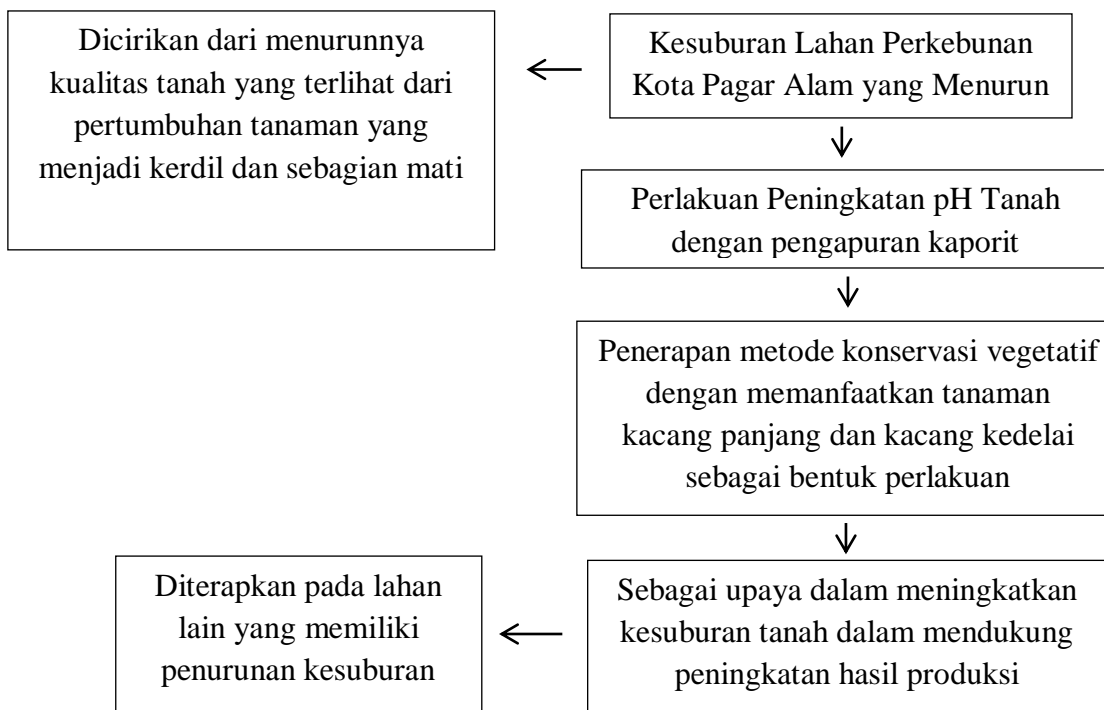 Dicirikan dari menurunnya
kualitas tanah yang terlihat dari
pertumbuhan tanaman yang
menjadi kerdil dan sebagian mati
Kesuburan Lahan Perkebunan
Kota Pagar Alam yang Menurun
Perlakuan Peningkatan pH Tanah
dengan pengapuran kaporit
Penerapan metode konservasi vegetatif
dengan memanfaatkan tanaman
kacang panjang dan kacang kedelai
sebagai bentuk perlakuan
Diterapkan pada lahan
lain yang memiliki
penurunan kesuburan
Sebagai upaya dalam meningkatkan
kesuburan tanah dalam mendukung
peningkatan hasil produksi